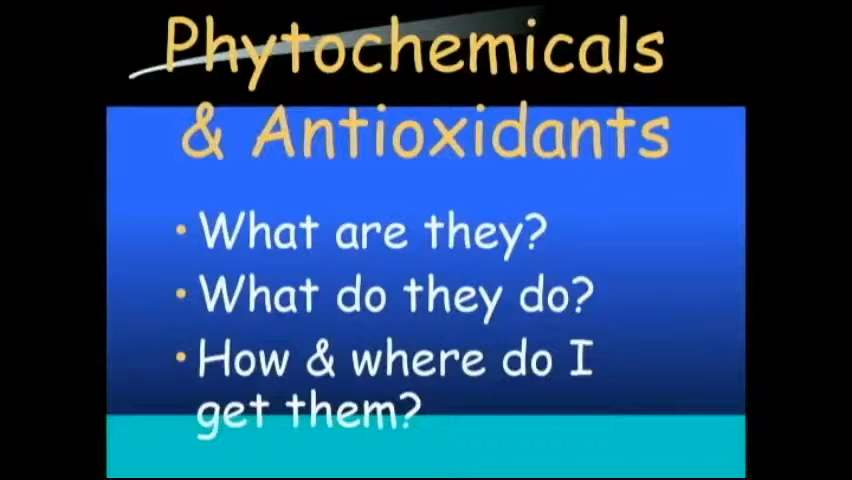 Phytochemicals
& Antioxidants
• What are they?
• What do they do?
• How & where do I
get them?